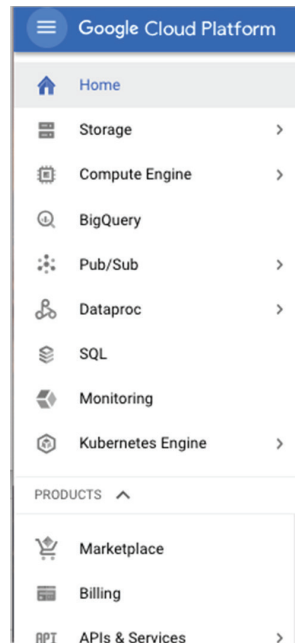 Google Cloud Platform
Home
Storage
Compute Engine
BigQuery
Pub/Sub
Dataproc
SQL
Monitoring
Kubernetes Engine
PRODUCTS
Marketplace
Billing
API APIs & Services